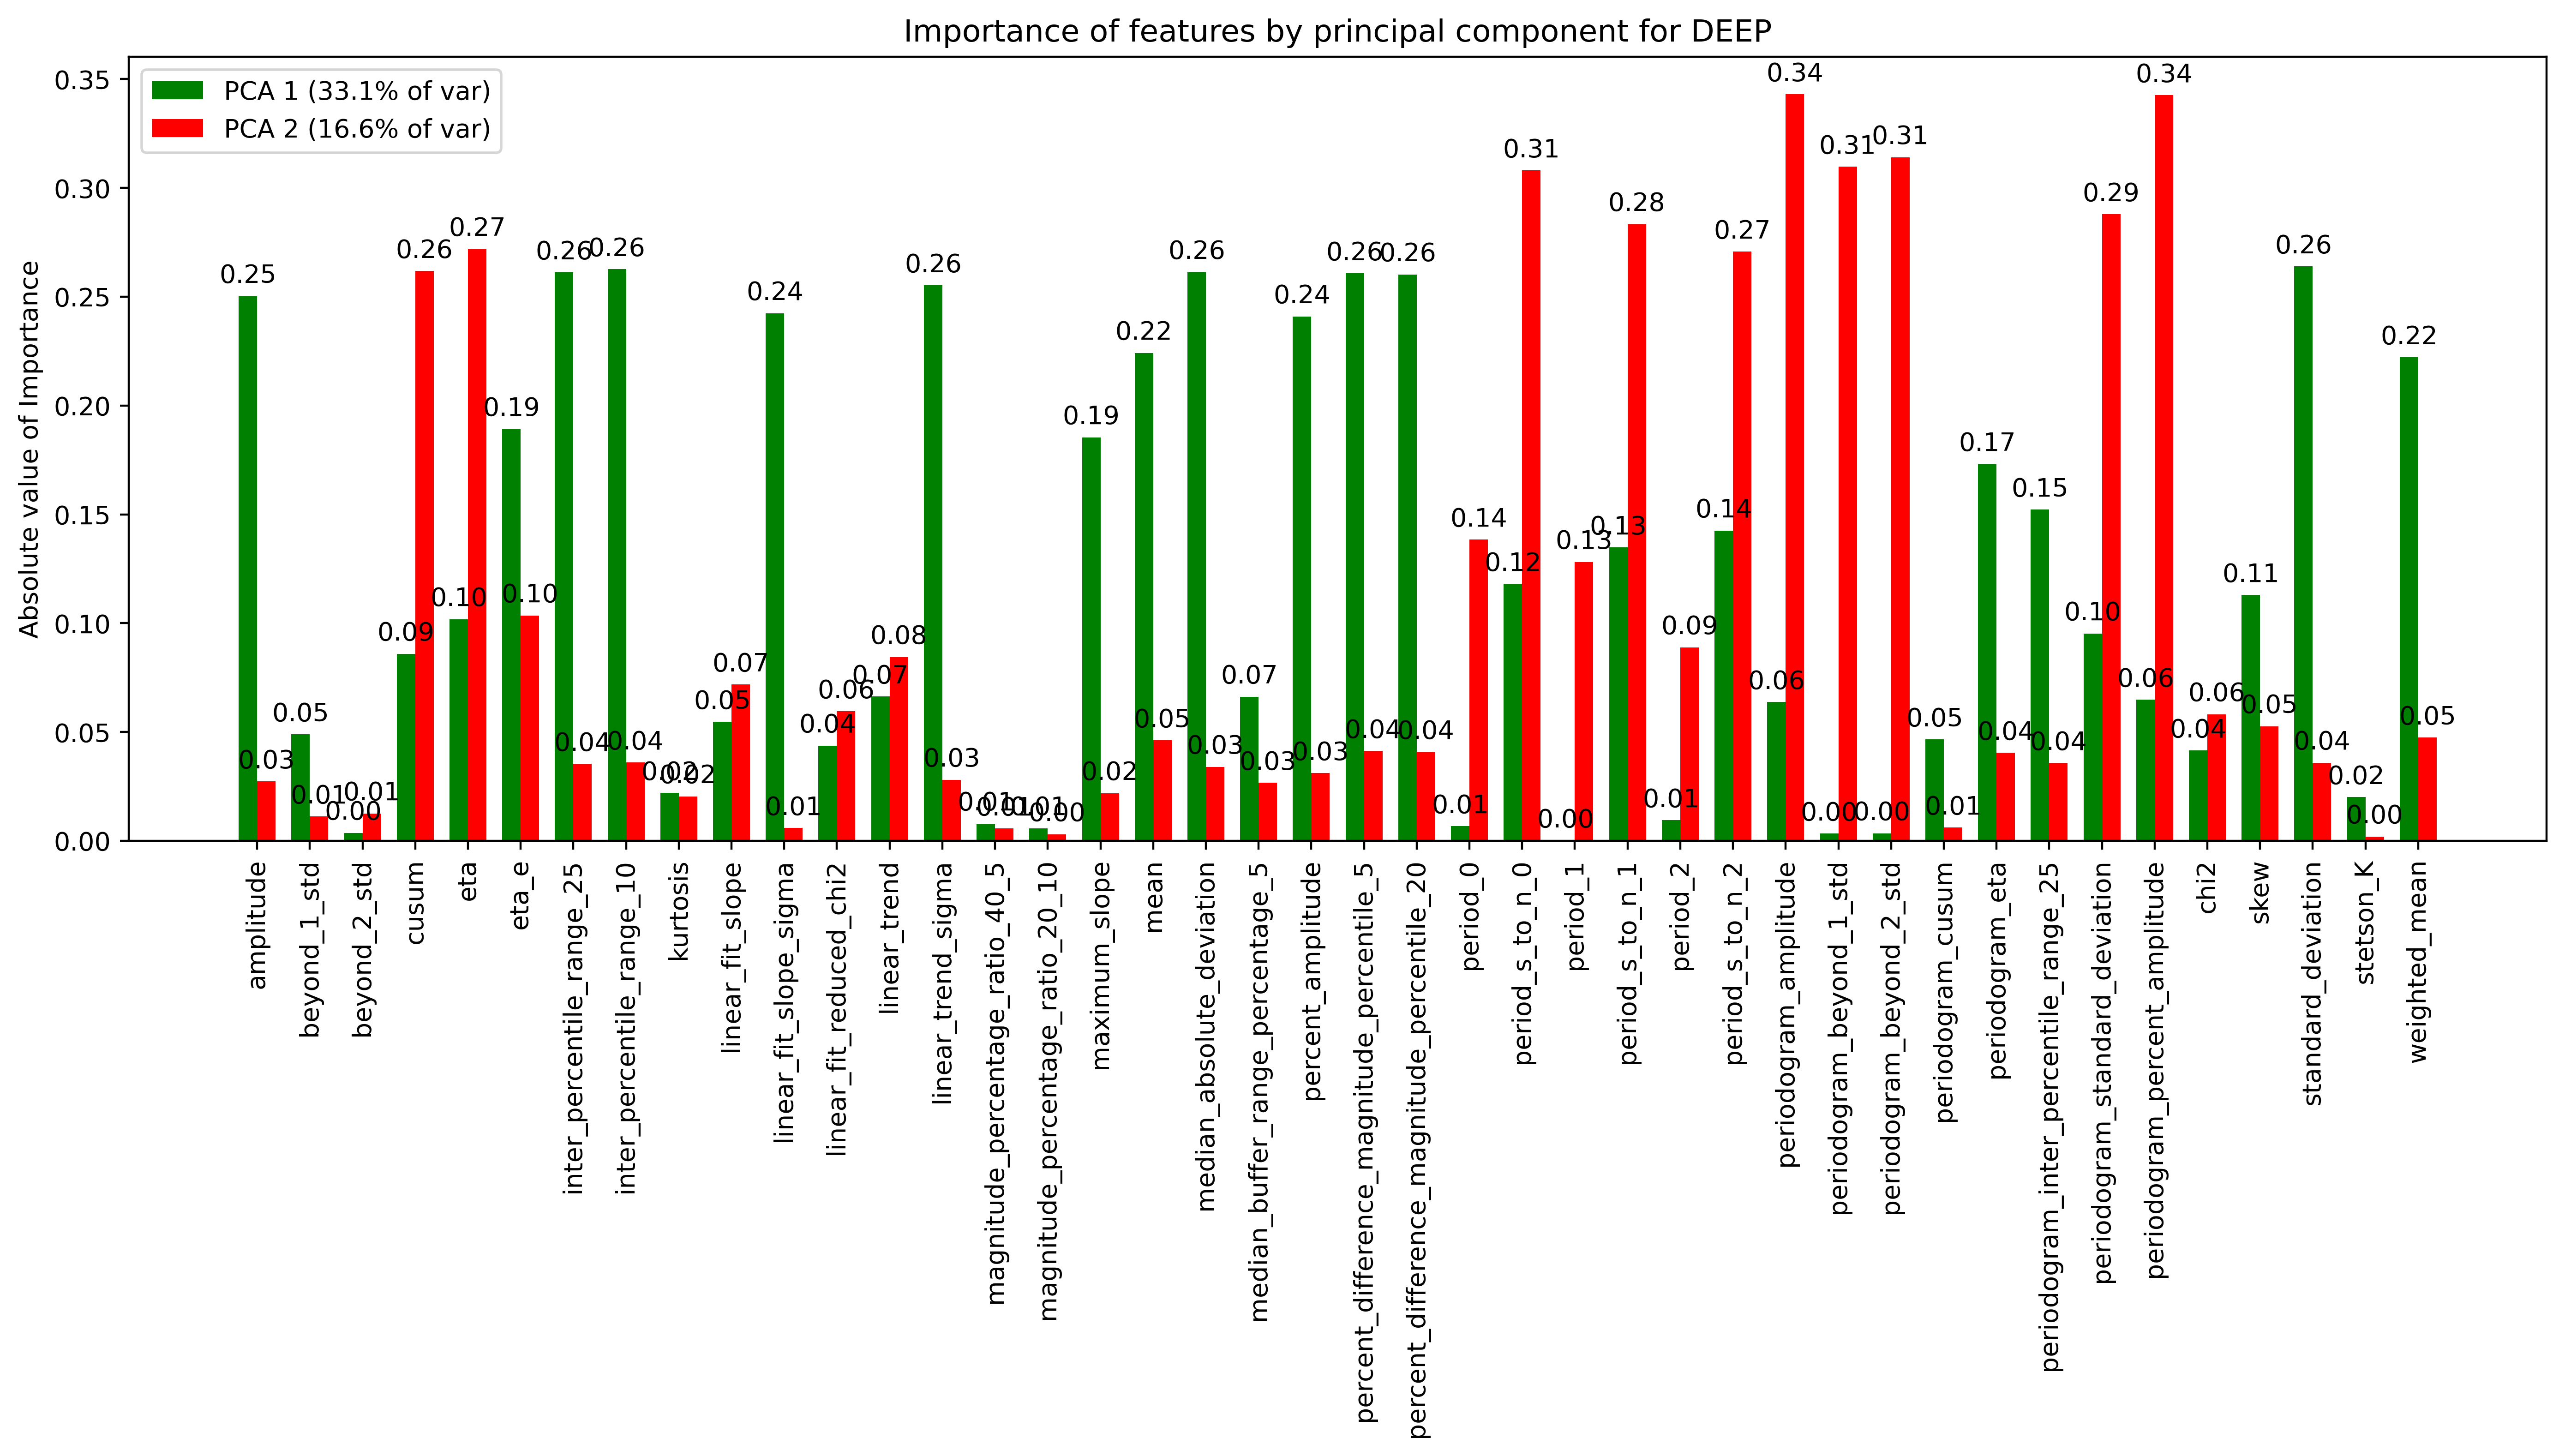 Importance of features by principal component for DEEP
Absolute value of Importance
0.35
0.30
0.25
0.20
0.15
0.10
0.05
0.00
PCA 1 (33.1% of var)
PCA 2 (16.6% of var)
0.25
0.03
0.05
0.01
0.00
0.01
0.09
0.26
0.10
0.27
0.19
0.10
0.26
0.04
0.26
0.04
0.02
0.02
0.05
0.07
0.24
0.01
0.04
0.06
0.07
0.08
0.26
0.03
0.01
0.01
0.01
0.00
0.19
0.02
0.22
0.05
0.26
0.03
0.07
0.03
0.24
0.03
0.26
0.04
0.26
0.04
0.01
0.14
0.12
0.31
0.00
0.13
0.13
0.28
0.01
0.09
0.14
0.27
0.06
0.34
0.00
0.31
0.00
0.31
0.05
0.01
0.17
0.04
0.15
0.04
0.10
0.29
0.06
0.34
0.04
0.06
0.11
0.05
0.26
0.04
0.02
0.00
0.22
0.05
amplitude
beyond_1_std
beyond_2_std
cusum
eta
eta_e
inter_percentile_range_25
inter_percentile_range_10
kurtosis
linear_fit_slope
linear_fit_slope_sigma
linear_fit_reduced_chi2
linear_trend
linear_trend_sigma
magnitude_percentage_ratio_40_5
magnitude_percentage_ratio_20_10
maximum_slope
mean
median_absolute_deviation
median_buffer_range_percentage_5
percent_amplitude
percent_difference_magnitude_percentile_5
percent_difference_magnitude_percentile_20
period_0
period_s_to_n_0
period_1
period_s_to_n_1
period_2
period_s_to_n_2
periodogram_amplitude
periodogram_beyond_1_std
periodogram_beyond_2_std
periodogram_cusum
periodogram_eta
periodogram_inter_percentile_range_25
periodogram_standard_deviation
periodogram_percent_amplitude
chi2
skew
standard_deviation
stetson_K
weighted_mean